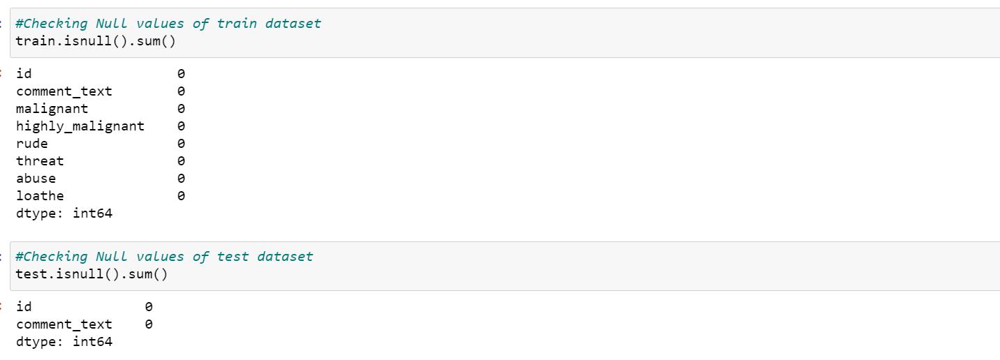 #Checking Null values of train dataset
train.isnull().sum()
id 0
comment_text 0
malignant 0
highly_malignant 0
rude 0
threat 0
abuse 0
loathe 0
dtype: int64
#Checking Null values of test dataset
test.isnull().sum()
id 0
comment_text 0
dtype: int64